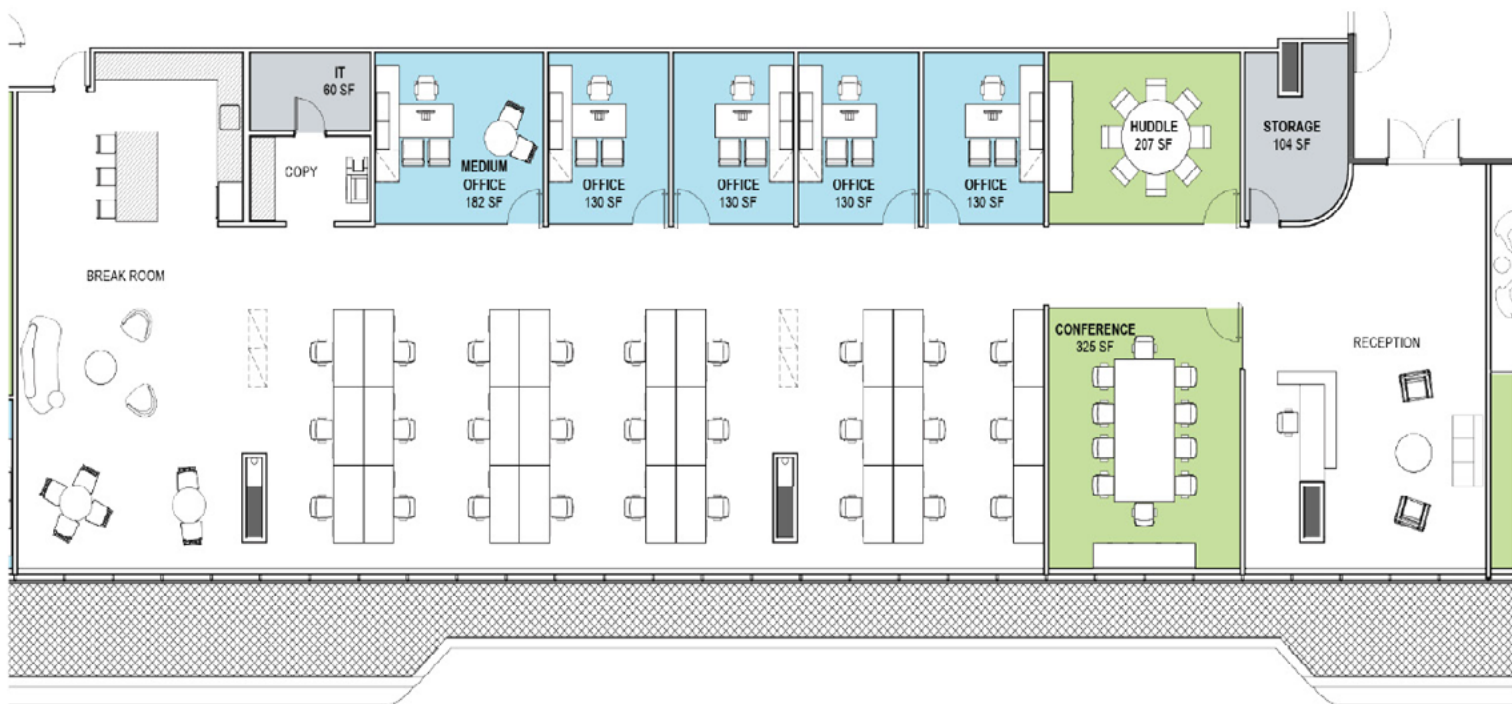 IT
60 SF
COPY
MEDIUM
OFFICE
182 SF
OFFICE
130 SF
OFFICE
130 SF
OFFICE
130 SF
OFFICE
130 SF
HUDDLE
207 SF
STORAGE
104 SF
BREAK ROOM
CONFERENCE
325 SF
RECEPTION